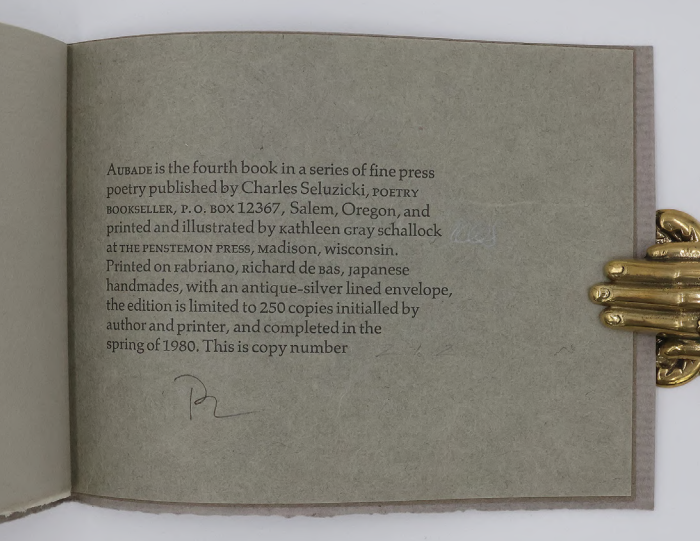 AUBADE is the fourth book in a series of fine press
poetry published by Charles Seluzicki, POETRY
BOOKSELLER, P.O. BOX 12367, Salem, Oregon, and
printed and illustrated by Kathleen Gray Schallock
at THE PENSTEMON PRESS, Madison, Wisconsin.
Printed on Fabriano, Richard de Bas, Japanese
handmades, with an antique-silver lined envelope,
the edition is limited to 250 copies initialled by
author and printer, and completed in the
spring of 1980. This is copy number